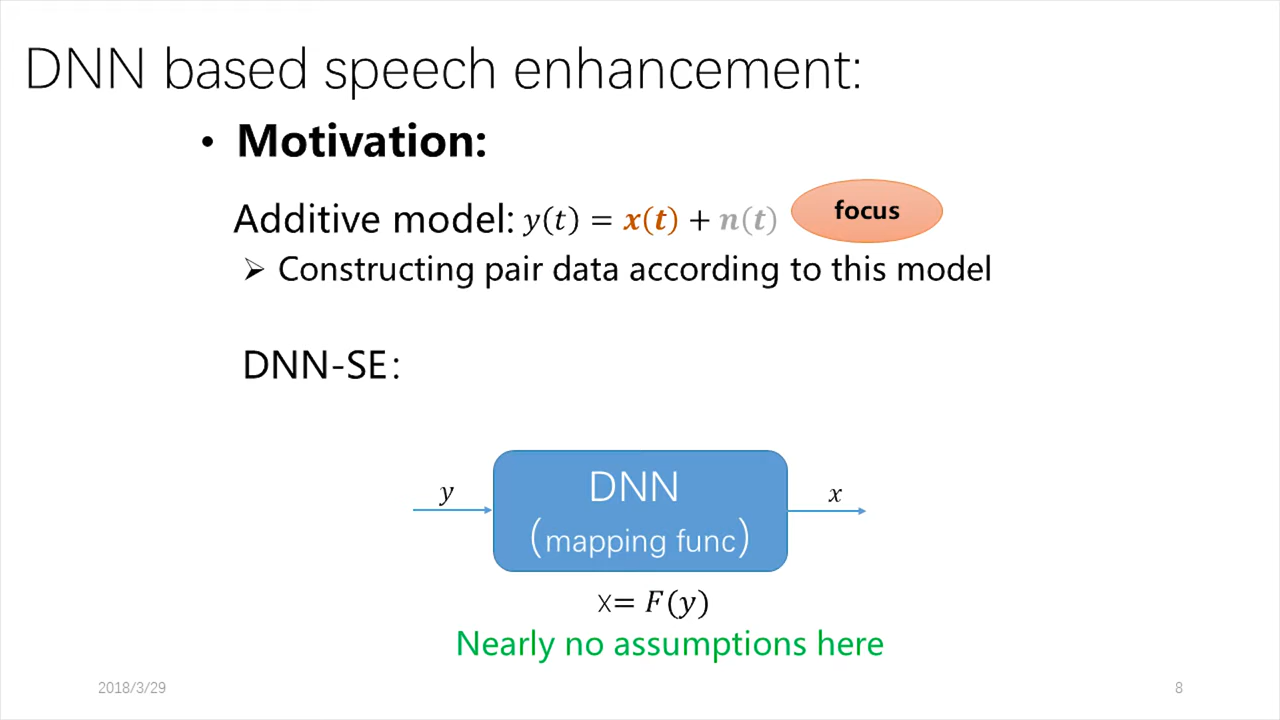 DNN based speech enhancement:
• Motivation:
Additive model: y(t) = x(t) + n(t) focus
➢ Constructing pair data according to this model
DNN-SE:
y DNN x
(mapping func)
x= F(y)
Nearly no assumptions here
2018/3/29 8